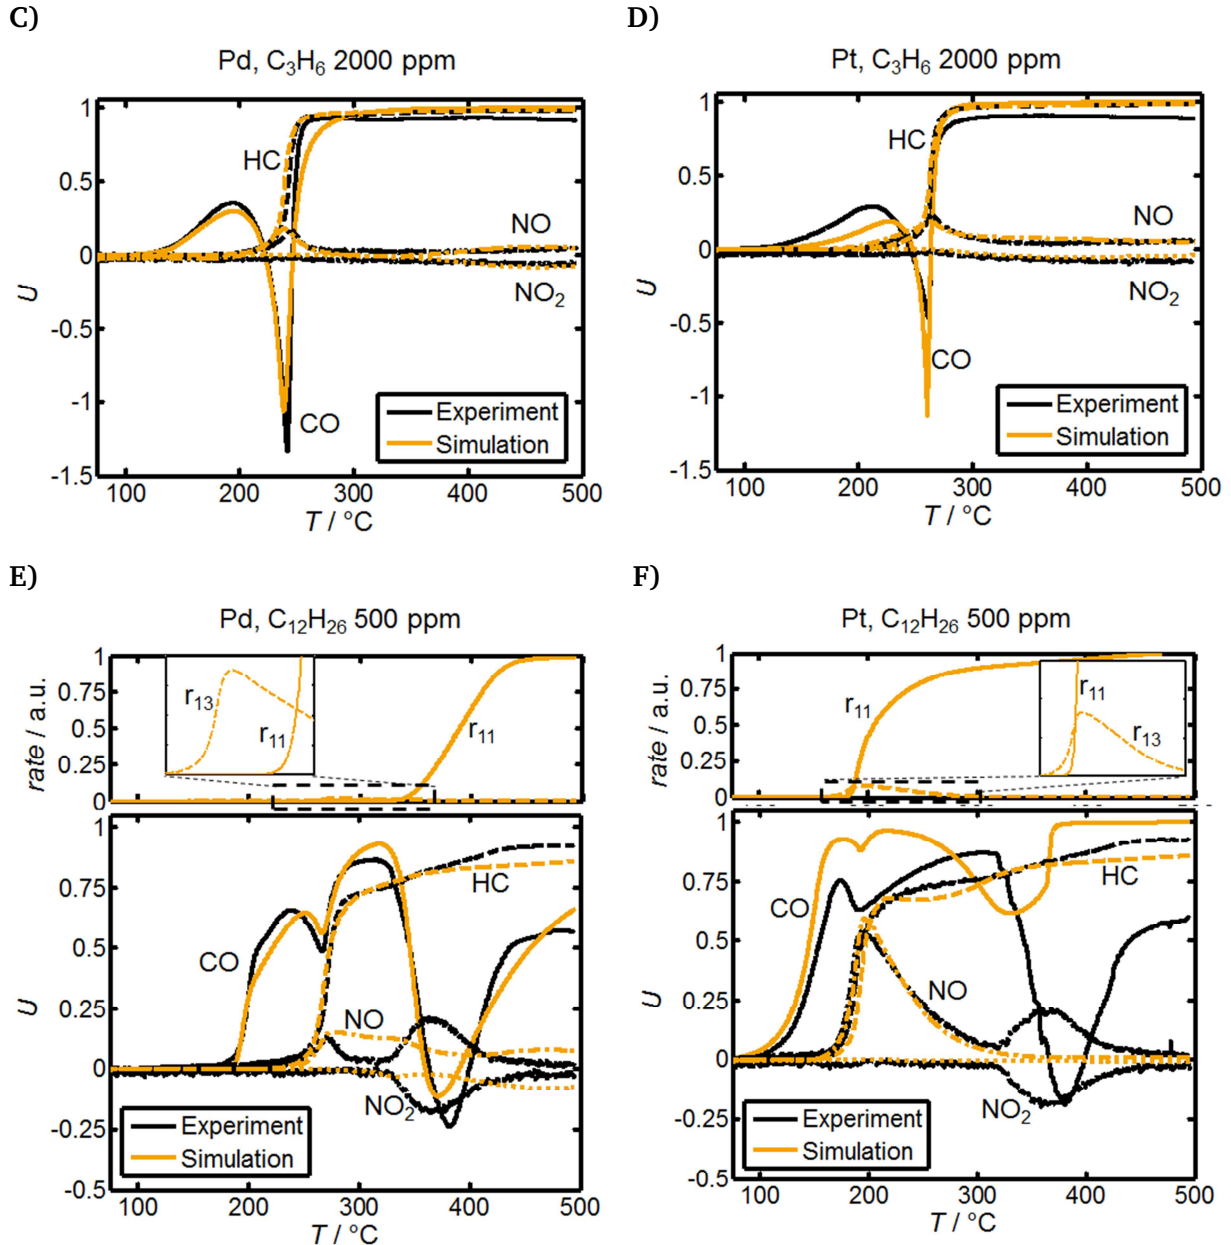 C)
Pd, C3H6 2000 ppm
1
0.5
0
-0.5
-1
-1.5
U
HC
NO
NO2
CO
Experiment
Simulation
100 200 300 400 500
T / °C
D)
Pt, C3H6 2000 ppm
1
0.5
0
-0.5
-1
-1.5
U
HC
NO
NO2
CO
Experiment
Simulation
100 200 300 400 500
T / °C
E)
Pd, C12H26 500 ppm
1
0.75
0.5
0.25
0
rate / a.u.
r13
r11
r11
1
0.75
0.5
0.25
0
-0.25
-0.5
U
CO
HC
NO
NO2
Experiment
Simulation
100 200 300 400 500
T / °C
F)
Pt, C12H26 500 ppm
1
0.75
0.5
0.25
0
rate / a.u.
r11
r11
r13
1
0.75
0.5
0.25
0
-0.25
-0.5
U
CO
HC
NO
NO2
Experiment
Simulation
100 200 300 400 500
T / °C